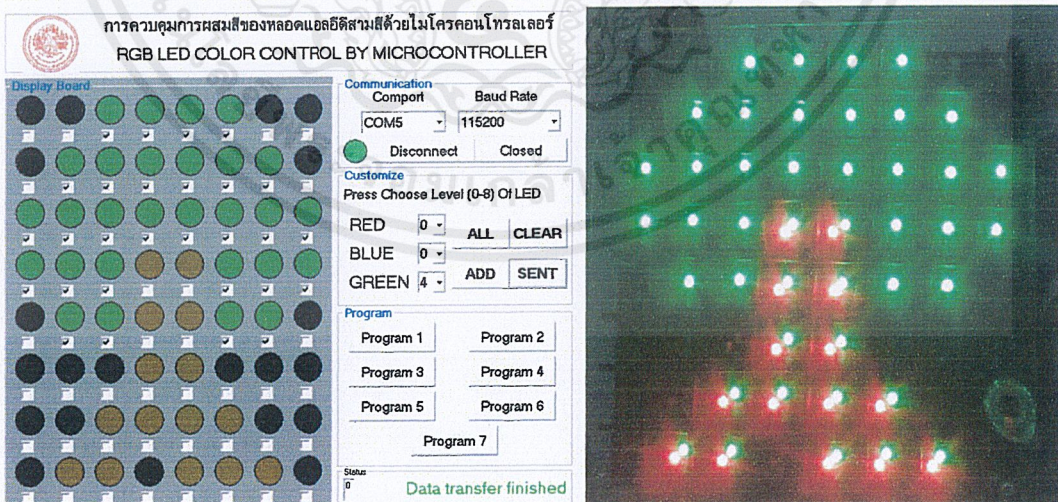 การควบคุมการผสมสีของหลอดแอลอีดีสามสีด้วยไมโครคอนโทรลเลอร์
RGB LED COLOR CONTROL BY MICROCONTROLLER
Display Board
Communication
Comport Baud Rate
COM5 115200
Disconnect Closed
Customize
Press Choose Level (0-8) Of LED
RED 0
BLUE 0
GREEN 4
ALL CLEAR
ADD SENT
Program
Program 1 Program 2
Program 3 Program 4
Program 5 Program 6
Program 7
Status
0
Data transfer finished